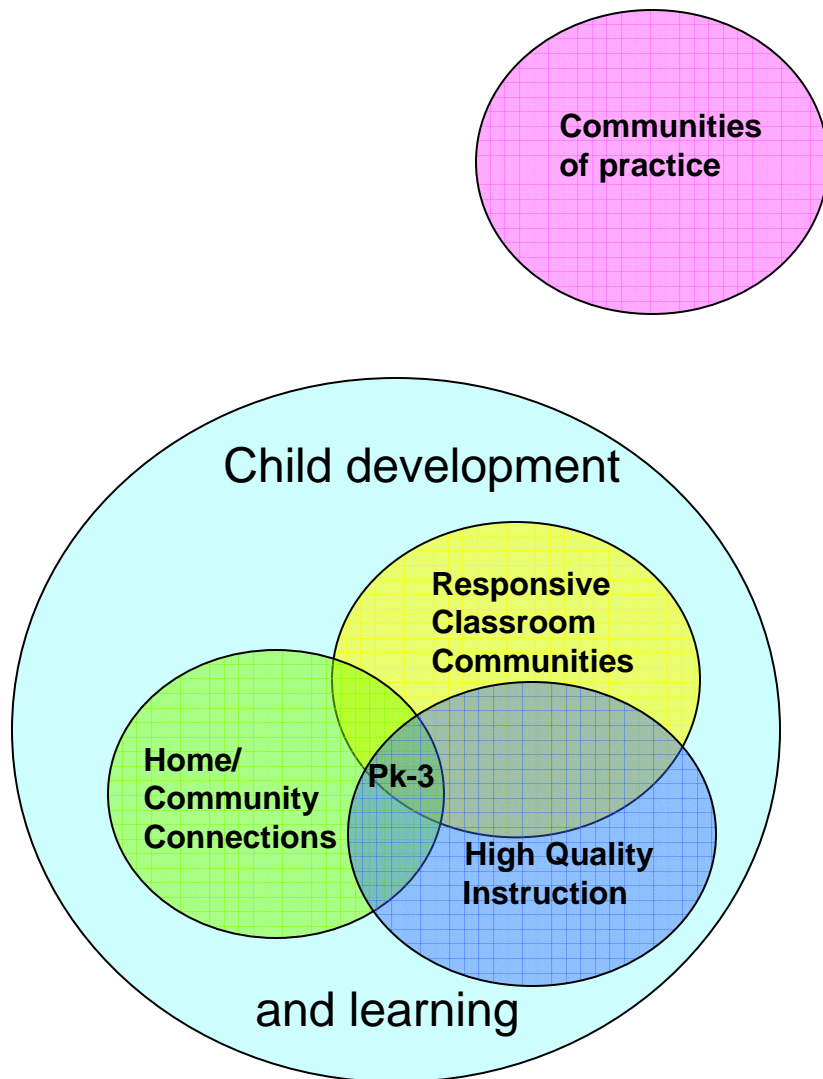 Communities
of practice
Child development
Responsive
Classroom
Communities
Home/
Community
Connections
Pk-3
High Quality
Instruction
and learning